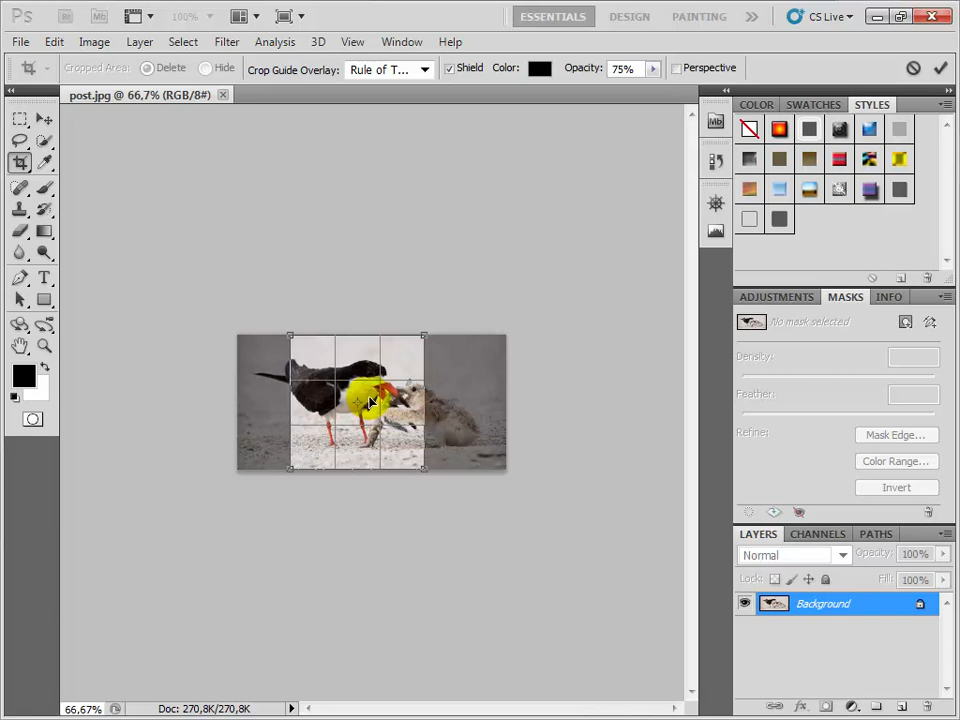 Ps Br Mb 100% ESSENTIALS DESIGN PAINTING CS Live
File Edit Image Layer Select Filter Analysis 3D View Window Help
Cropped Area: Delete Hide Crop Guide Overlay: Rule of T... Shield Color: Opacity: 75% Perspective
post.jpg @ 66,7% (RGB/8#)
COLOR SWATCHES STYLES
Mb
T
ADJUSTMENTS MASKS INFO
No mask selected
Density:
Feather:
Refine: Mask Edge...
Color Range...
Invert
LAYERS CHANNELS PATHS
Normal Opacity: 100%
Lock: Fill: 100%
Background
66,67% Doc: 270,8K/270,8K